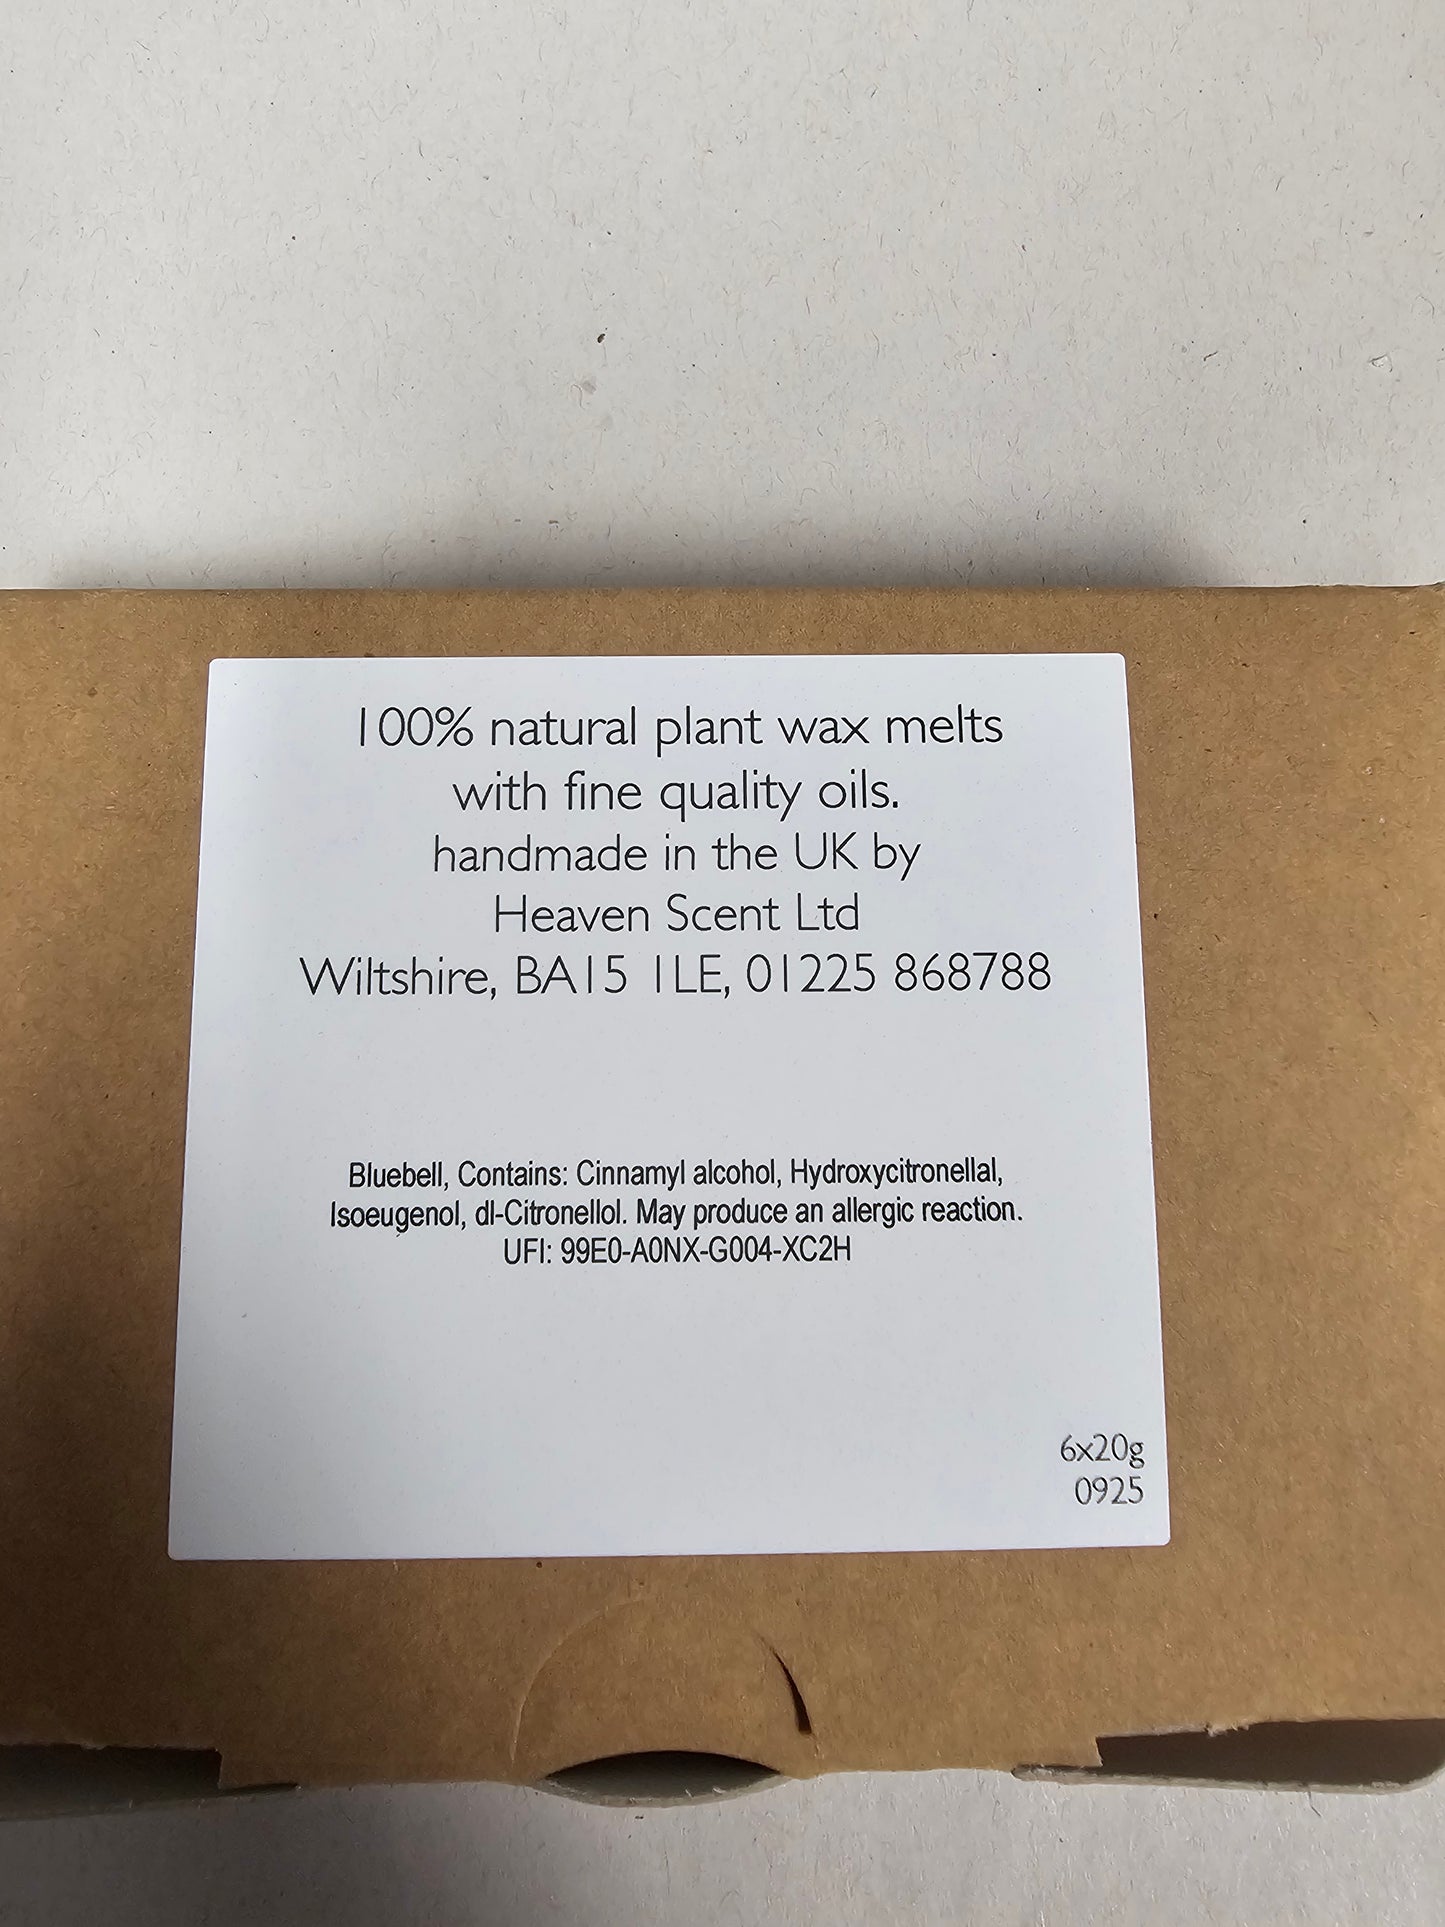 100% natural plant wax melts
with fine quality oils.
handmade in the UK by
Heaven Scent Ltd
Wiltshire, BA15 1LE, 01225 868788
Bluebell, Contains: Cinnamyl alcohol, Hydroxycitronellal,
Isoeugenol, dl-Citronellol. May produce an allergic reaction.
UFI: 99E0-A0NX-G004-XC2H
6x20g
0925